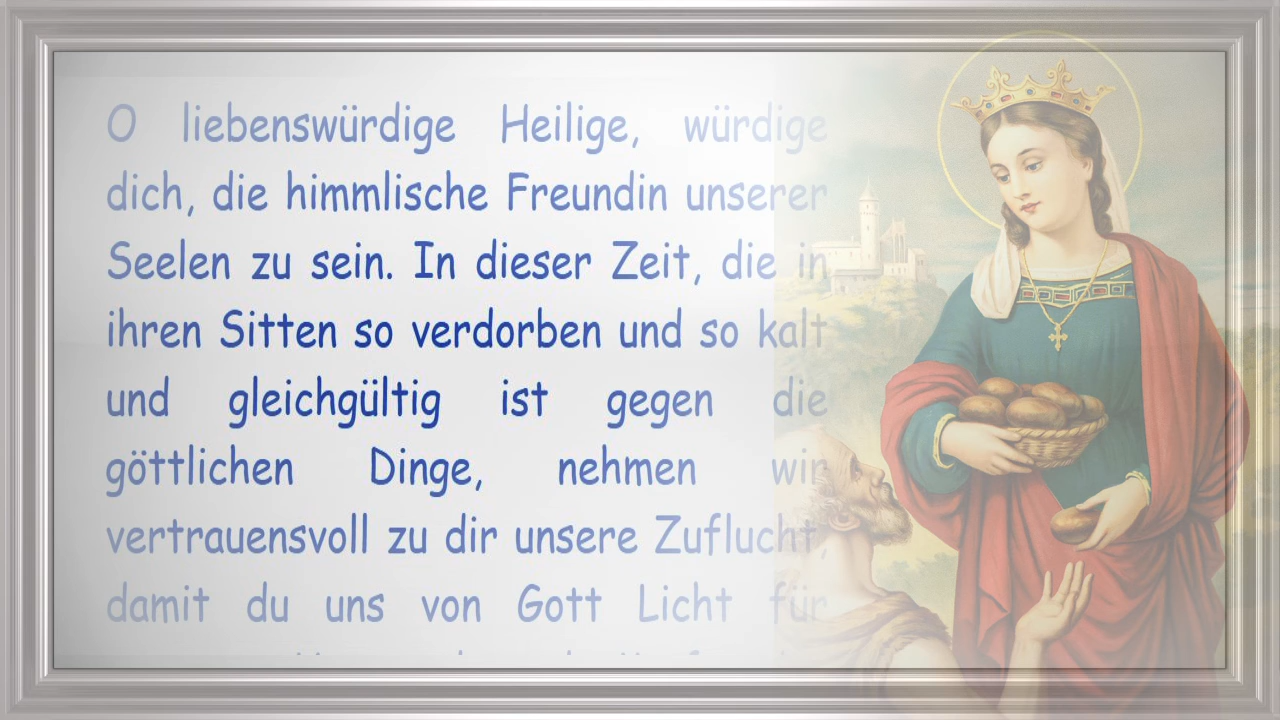 O liebenswürdige Heilige, würdige
dich, die himmlische Freundin unserer
Seelen zu sein. In dieser Zeit, die in
ihren Sitten so verdorben und so kalt
und gleichgültig ist gegen die
göttlichen Dinge, nehmen wir
vertrauensvoll zu dir unsere Zuflucht,
damit du uns von Gott Licht für